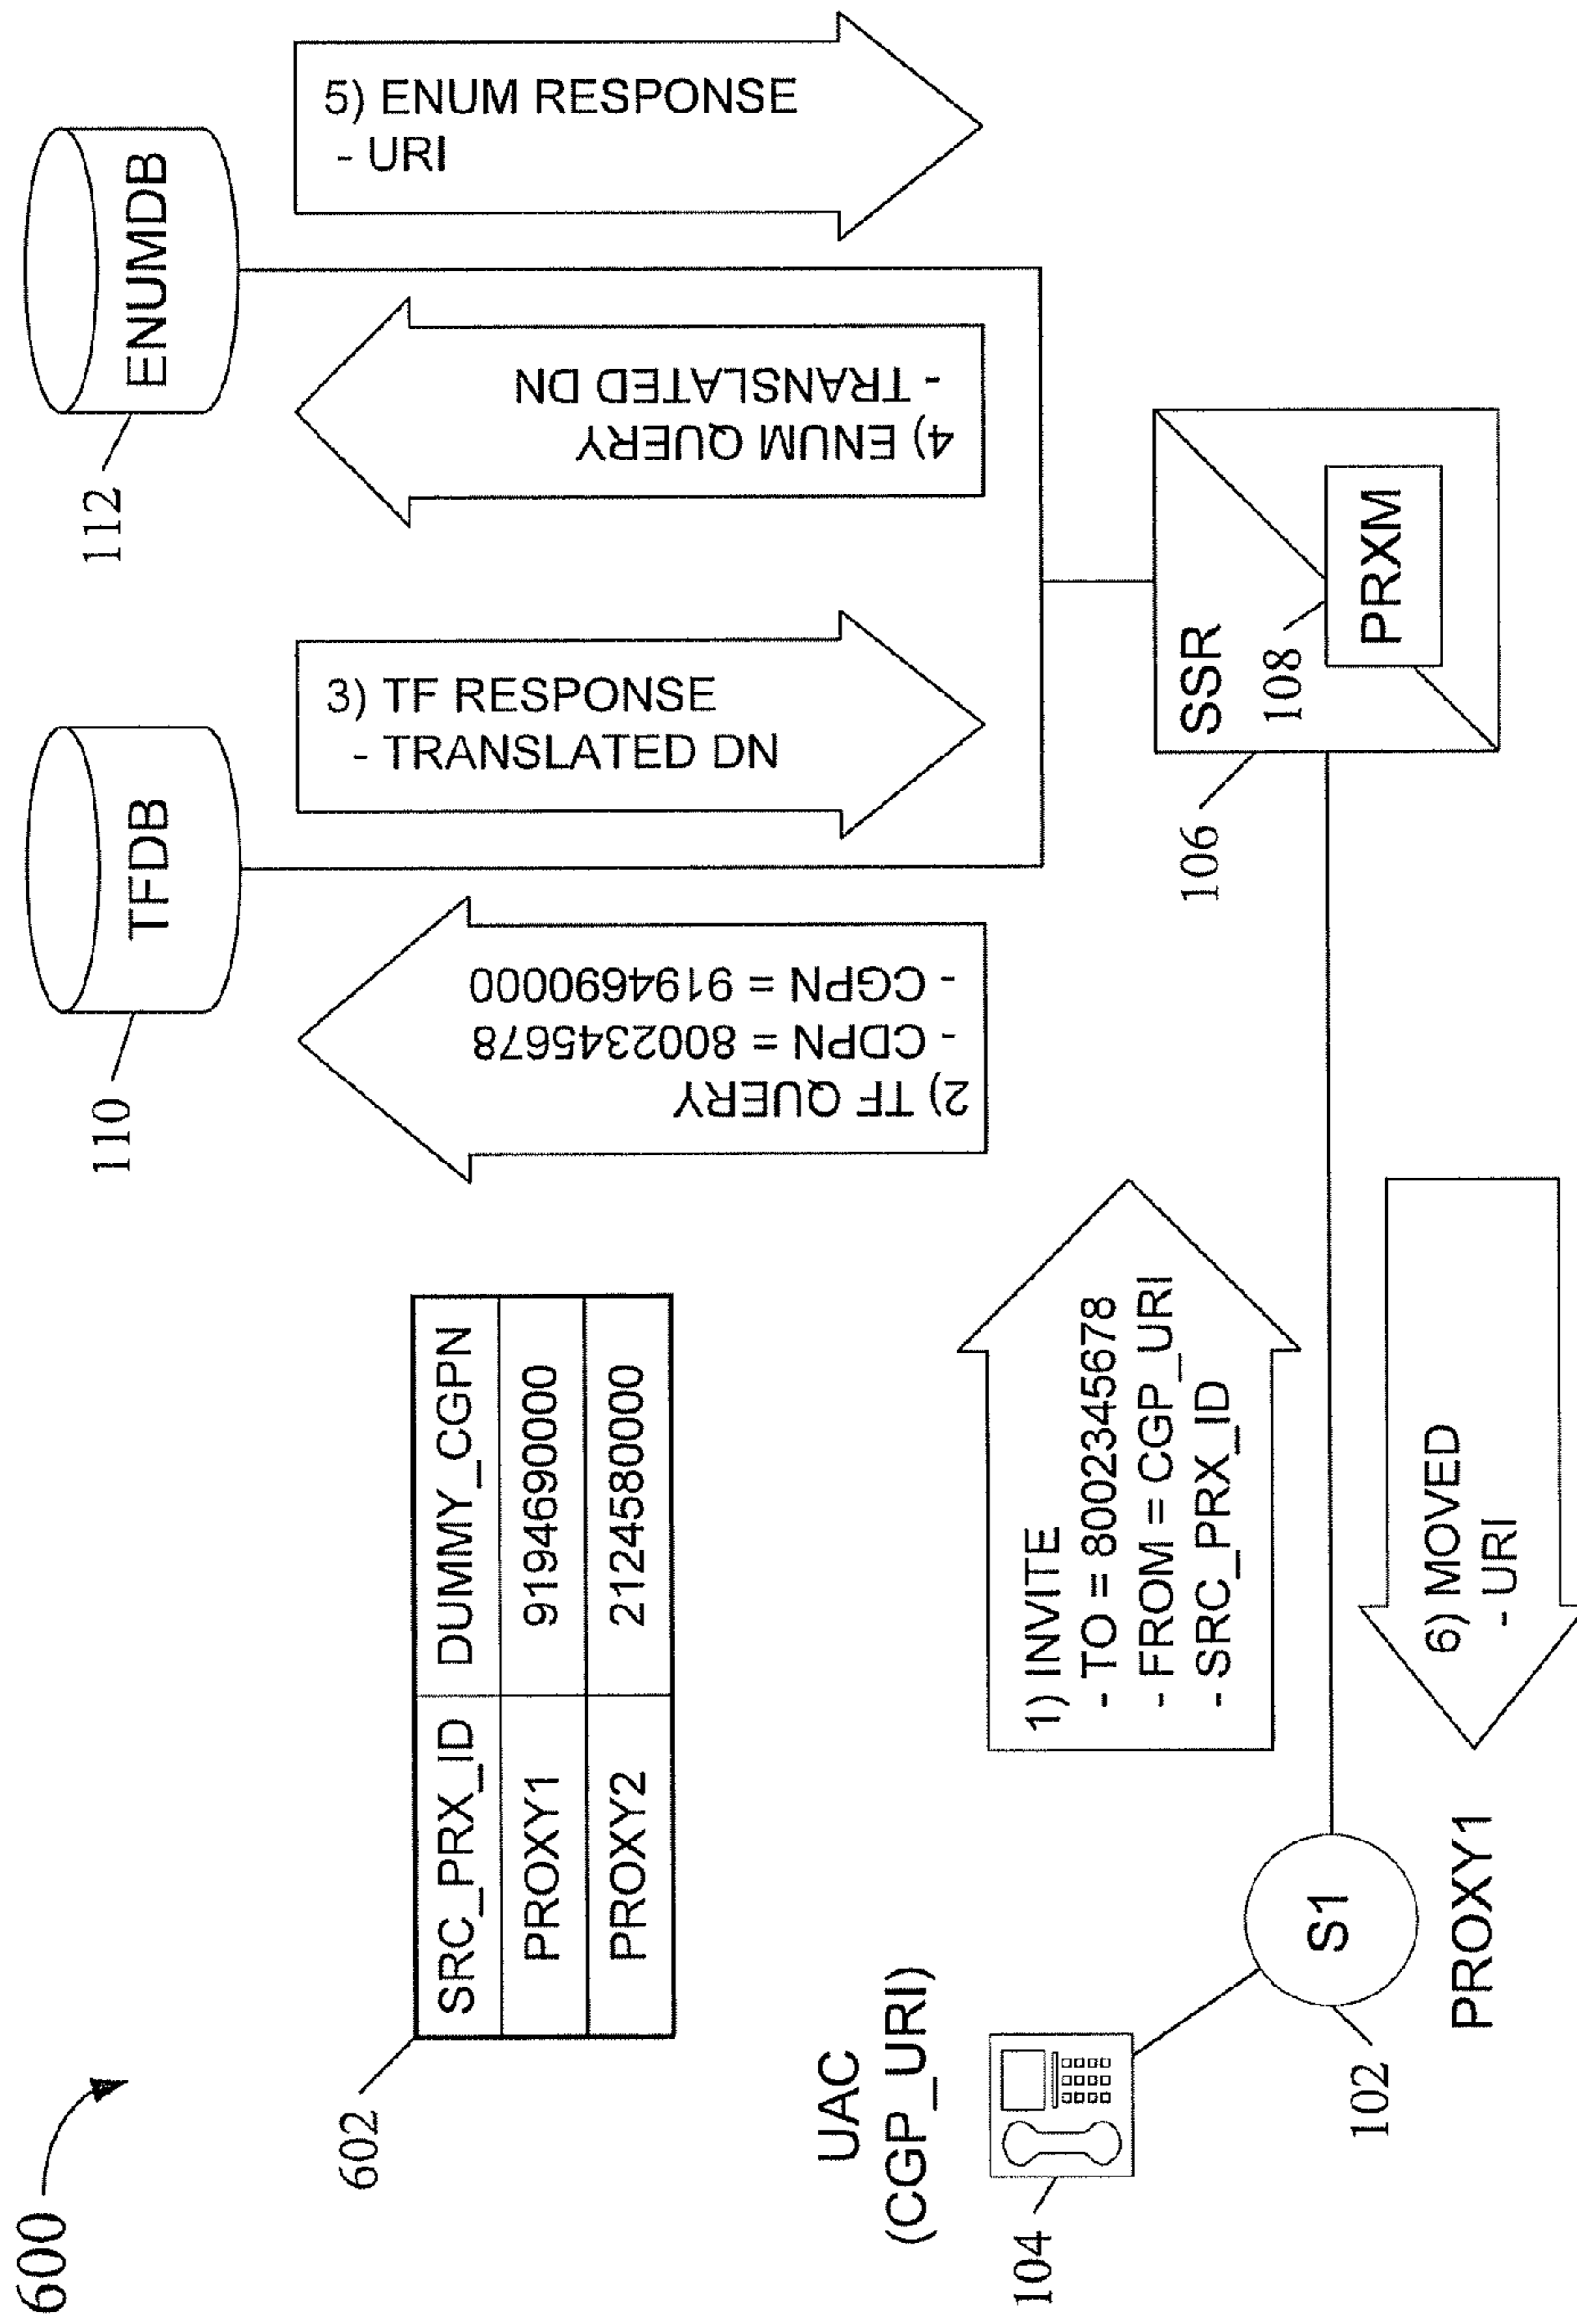 600
602
SRC_PRX_ID DUMMY_CGPN
PROXY1 9194690000
PROXY2 2124580000
110
TFDB
112
ENUMDB
2) TF QUERY
- CDPN = 8002345678
- CGPN = 9194690000
3) TF RESPONSE
- TRANSLATED DN
4) ENUM QUERY
- TRANSLATED DN
5) ENUM RESPONSE
- URI
UAC
(CGP_URI)
104
1) INVITE
- TO = 8002345678
- FROM = CGP_URI
- SRC_PRX_ID
106
SSR
108
PRXM
S1
102
PROXY1
6) MOVED
- URI